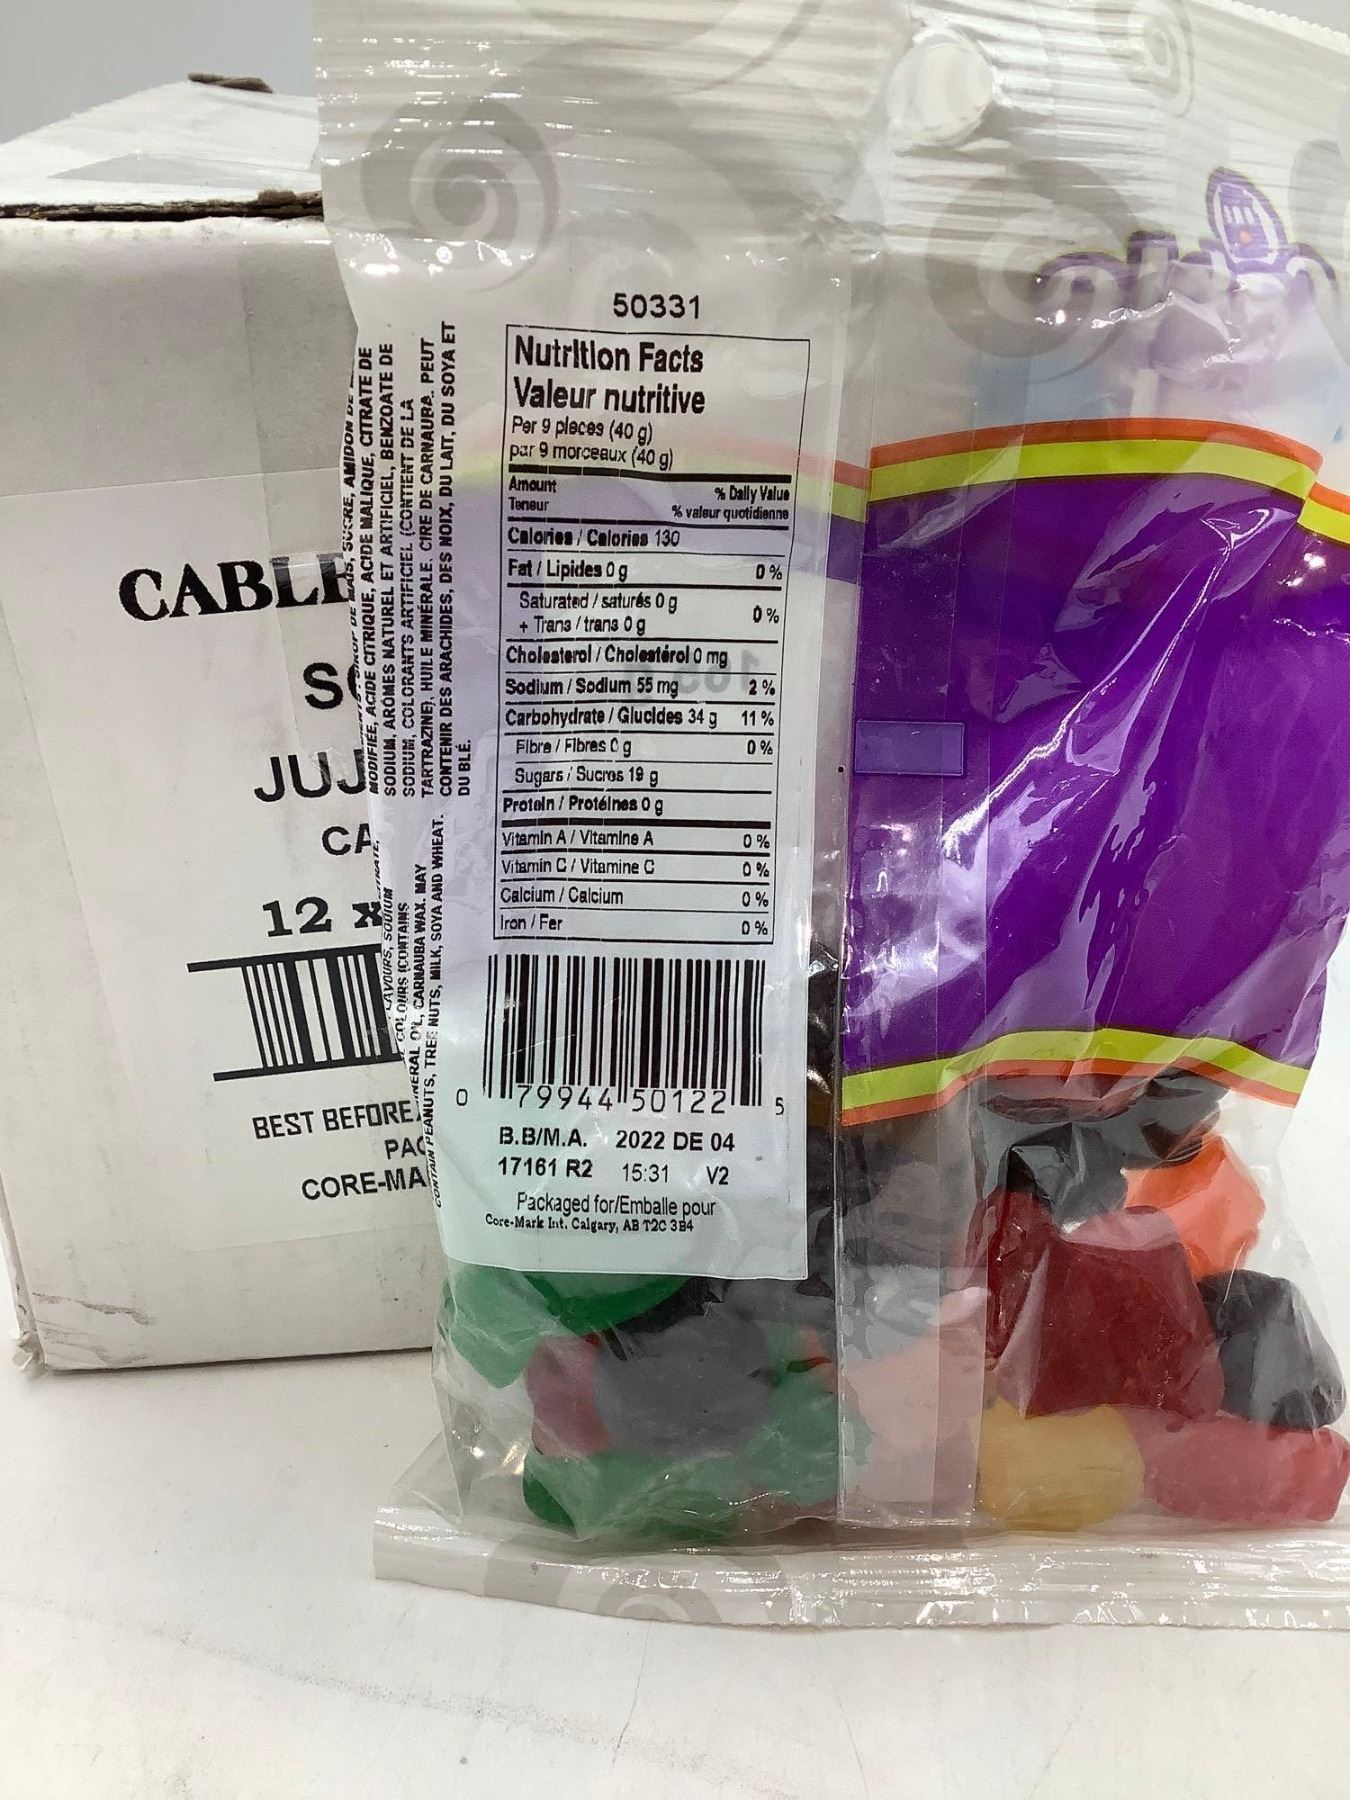 CABLE
SO
JUJ
CA
12 x
BEST BEFORE
PAC
CORE-MA
MODIFIÉE, ACIDE CITRIQUE, ACIDE MALIQUE, CITRATE DE
SODIUM, ARÔMES NATUREL ET ARTIFICIEL, BENZOATE DE
SODIUM, COLORANTS ARTIFICIEL (CONTIENT DE LA
TARTRAZINE), HUILE MINÉRALE, CIRE DE CARNAUBA. PEUT
CONTENIR DES ARACHIDES, DES NOIX, DU LAIT, DU SOYA ET
DU BLÉ.
FLAVOURS, SODIUM
COLOURS (CONTAINS
MINERAL OIL, CARNAUBA WAX. MAY
CONTAIN PEANUTS, TREE NUTS, MILK, SOYA AND WHEAT.
50331
Nutrition Facts
Valeur nutritive
Per 9 pieces (40 g)
par 9 morceaux (40 g)
Amount % Daily Value
Teneur % valeur quotidienne
Calories / Calories 130
Fat / Lipides 0 g 0 %
Saturated / saturés 0 g
+ Trans / trans 0 g 0 %
Cholesterol / Cholestérol 0 mg
Sodium / Sodium 55 mg 2 %
Carbohydrate / Glucides 34 g 11 %
Fibre / Fibres 0 g 0 %
Sugars / Sucres 19 g
Protein / Protéines 0 g
Vitamin A / Vitamine A 0 %
Vitamin C / Vitamine C 0 %
Calcium / Calcium 0 %
Iron / Fer 0 %
0 79944 50122 5
B.B/M.A. 2022 DE 04
17161 R2 15:31 V2
Packaged for/Emballe pour
Core-Mark Int. Calgary, AB T2C 3B4